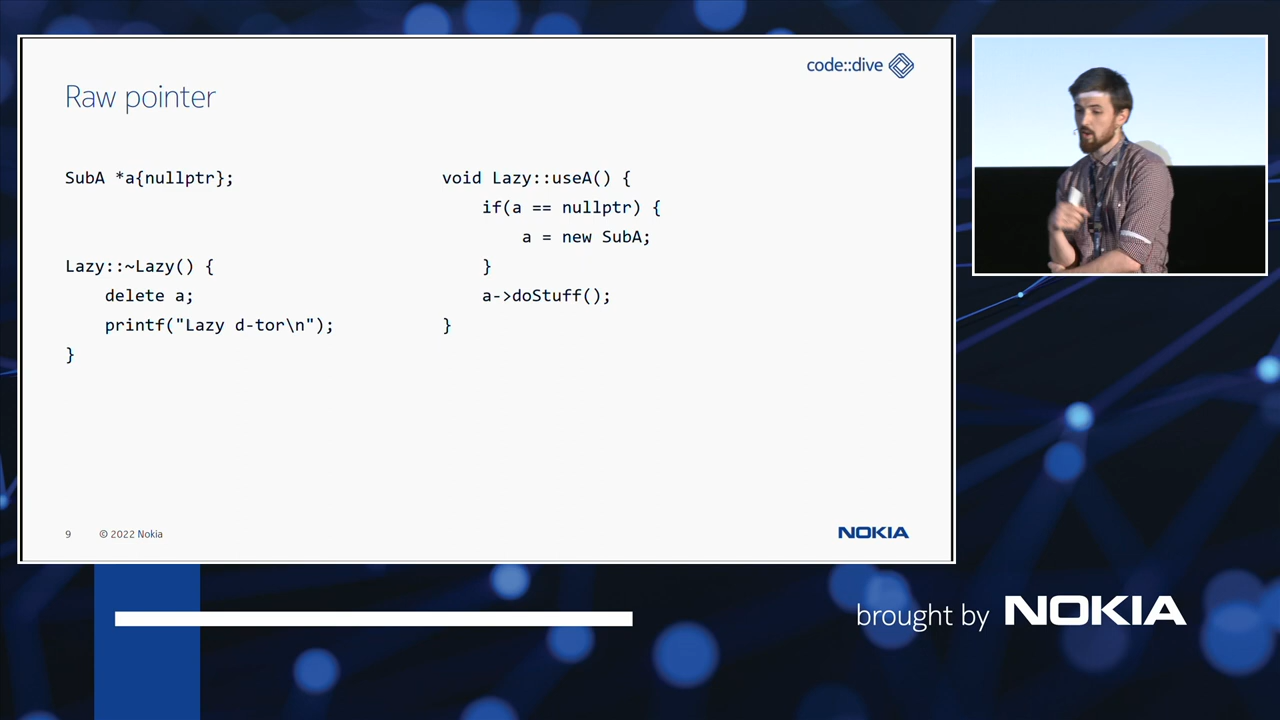 code::dive
Raw pointer
SubA *a{nullptr};
Lazy::~Lazy() {
    delete a;
    printf("Lazy d-tor\n");
}
void Lazy::useA() {
    if(a == nullptr) {
        a = new SubA;
    }
    a->doStuff();
}
9 © 2022 Nokia
NOKIA
brought by NOKIA